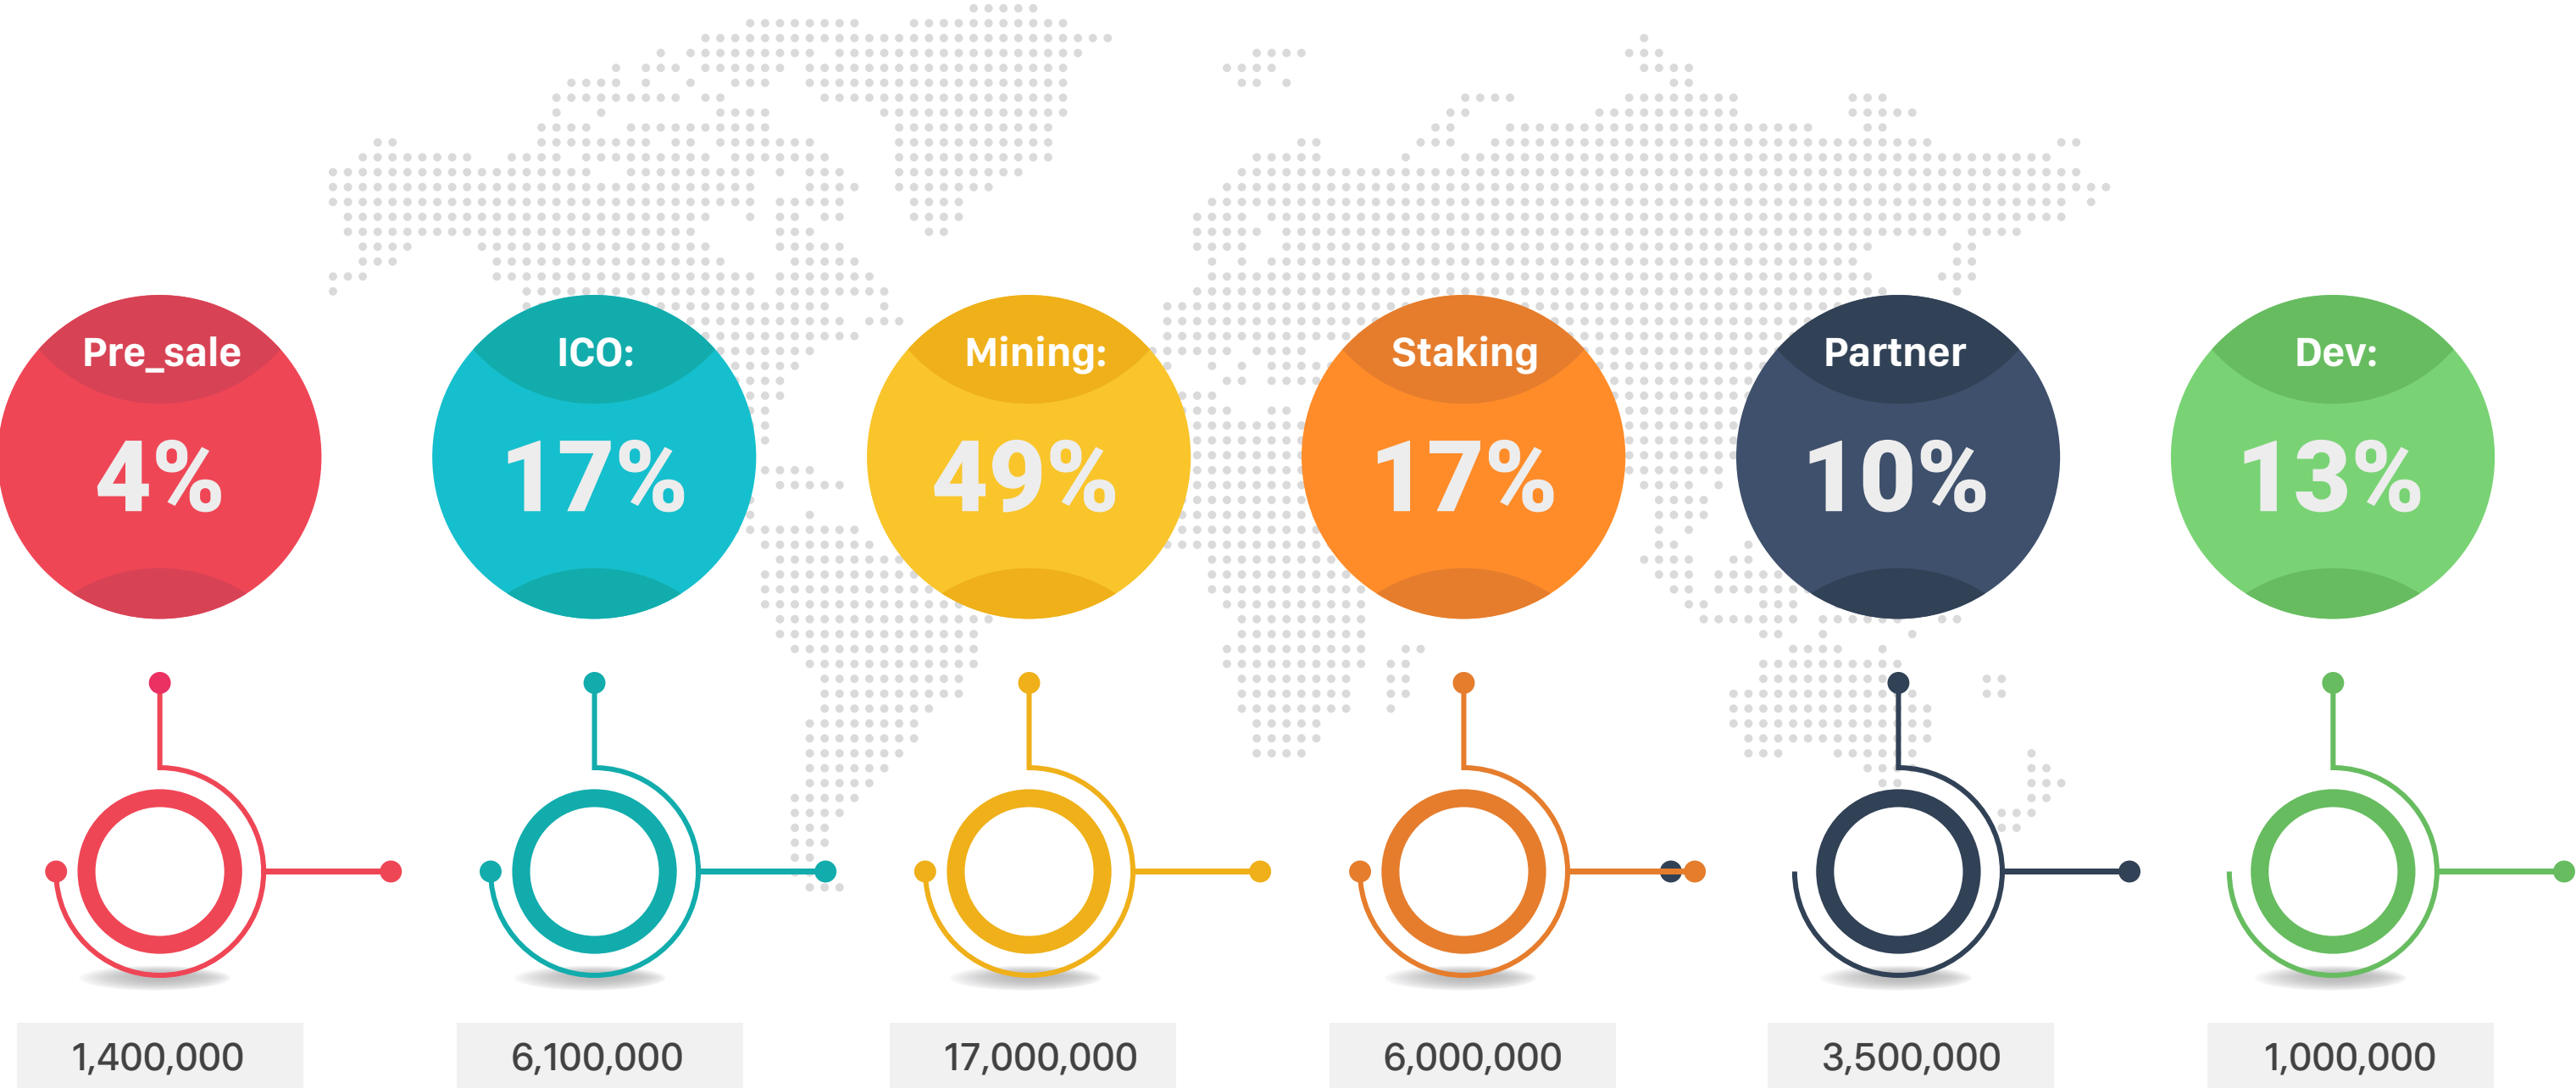 Pre_sale
4%
1,400,000
ICO:
17%
6,100,000
Mining:
49%
17,000,000
Staking
17%
6,000,000
Partner
10%
3,500,000
Dev:
13%
1,000,000